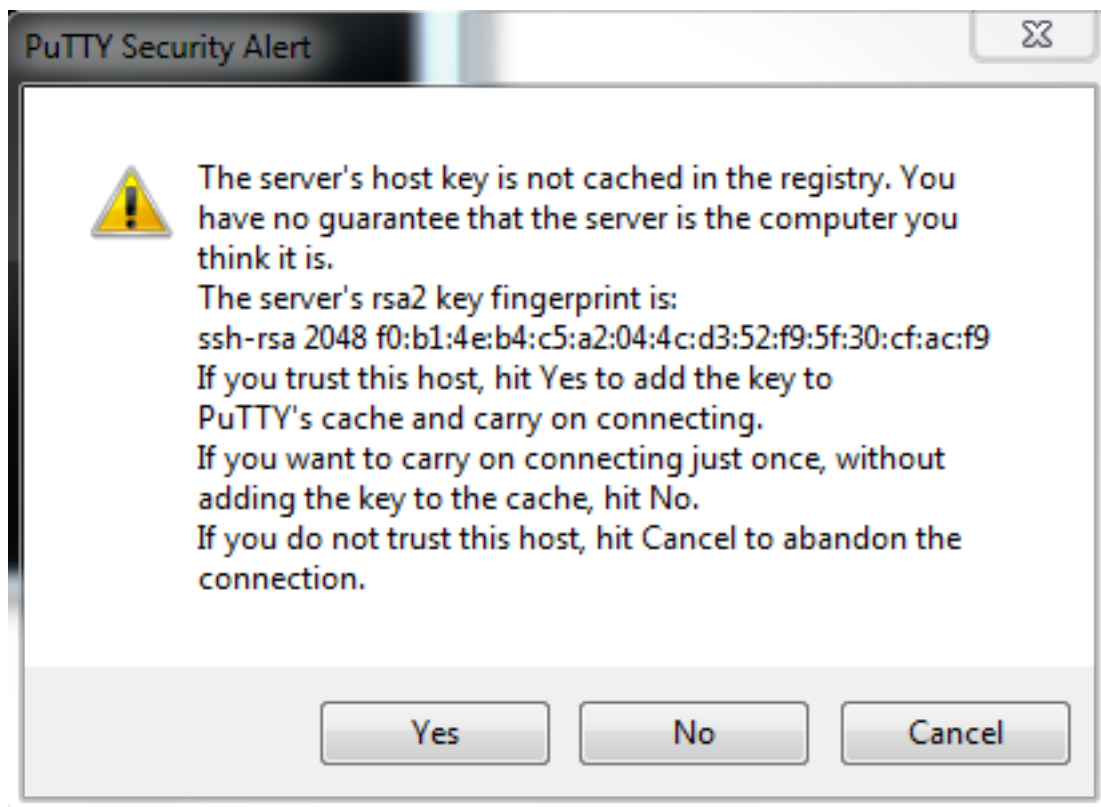 PuTTY Security Alert
The server's host key is not cached in the registry. You
have no guarantee that the server is the computer you
think it is.
The server's rsa2 key fingerprint is:
ssh-rsa 2048 f0:b1:4e:b4:c5:a2:04:4c:d3:52:f9:5f:30:cf:ac:f9
If you trust this host, hit Yes to add the key to
PuTTY's cache and carry on connecting.
If you want to carry on connecting just once, without
adding the key to the cache, hit No.
If you do not trust this host, hit Cancel to abandon the
connection.
Yes No Cancel